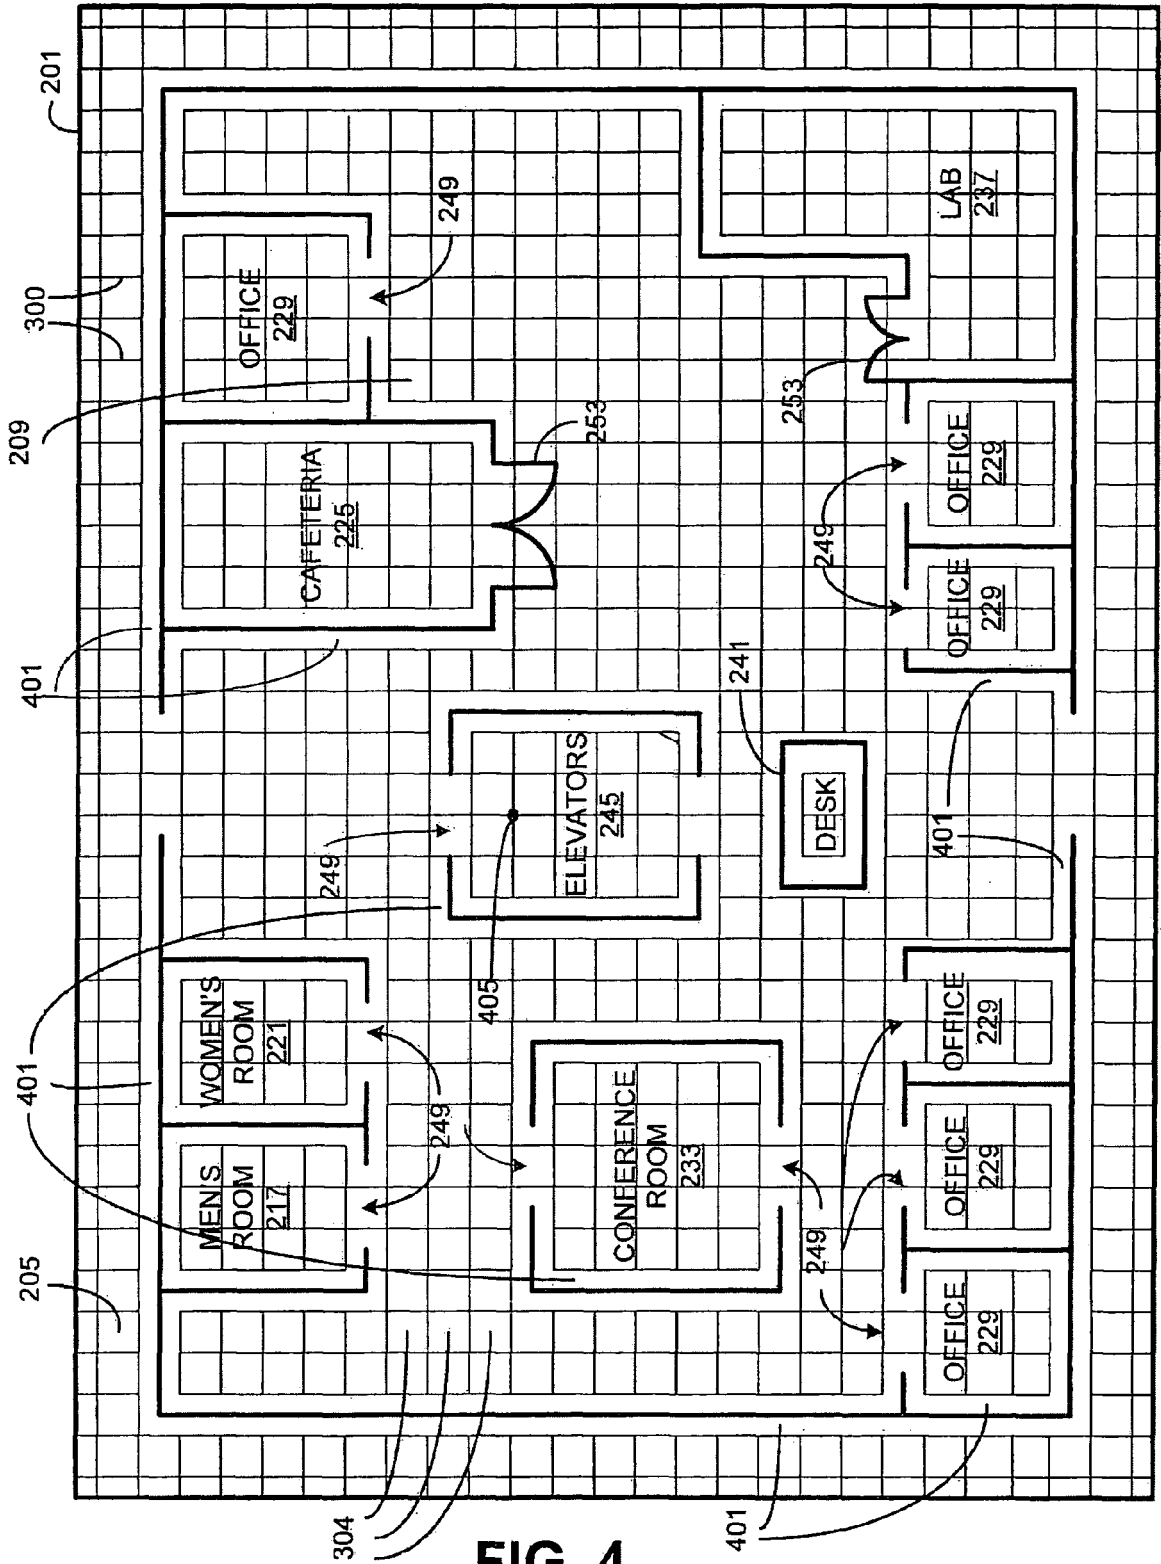 201
300
209
401
401
205
OFFICE
229
249
CAFETERIA
225
253
WOMEN'S
ROOM
221
MEN'S
ROOM
217
249
249
405
ELEVATORS
245
241
DESK
CONFERENCE
ROOM
233
253
LAB
237
249
OFFICE
229
OFFICE
229
401
401
OFFICE
229
OFFICE
229
OFFICE
229
249
304
401
FIG. 4